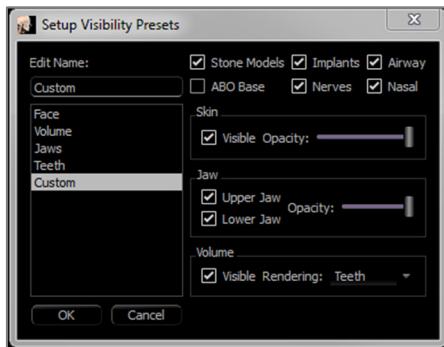 Setup Visibility Presets
Edit Name:
Custom
Face
Volume
Jaws
Teeth
Custom
OK Cancel
Stone Models Implants Airway
ABO Base Nerves Nasal
Skin
Visible Opacity:
Jaw
Upper Jaw
Lower Jaw
Opacity:
Volume
Visible Rendering: Teeth